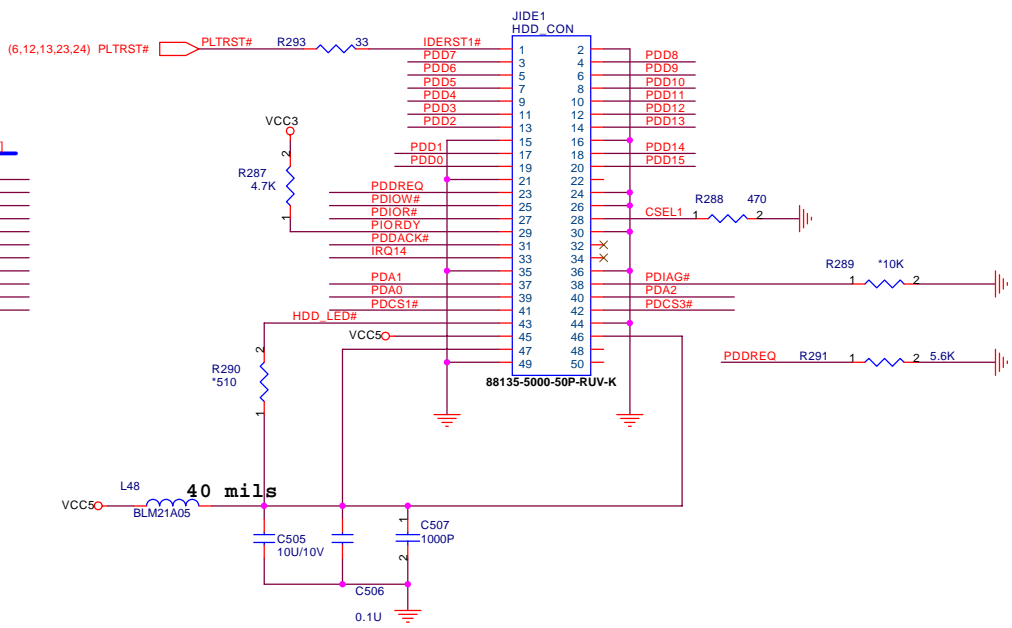 JIDE1
HDD_CON
(6,12,13,23,24) PLTRST# PLTRST# R293 33 IDERST1# 1 2
PDD7 3 4 PDD8
PDD6 5 6 PDD9
PDD5 7 8 PDD10
PDD4 9 10 PDD11
PDD3 11 12 PDD12
PDD2 13 14 PDD13
VCC3
15 16
PDD1 17 18 PDD14
PDD0 19 20 PDD15
2
R287
4.7K
1
21 22
PDDREQ 23 24
PDIOW# 25 26
PDIOR# 27 28 CSEL1 1 R288 470 2
PIORDY 29 30
PDDACK# 31 32
IRQ14 33 34
35 36
R289 *10K
PDA1 37 38 PDIAG# 1 2
PDA0 39 40 PDA2
PDCS1# 41 42 PDCS3#
HDD_LED# 43 44
VCC5 45 46
47 48
49 50
PDDREQ R291 1 2 5.6K
88135-5000-50P-RUV-K
2
R290
*510
1
L48
40 mils
VCC5
BLM21A05
C505
10U/10V
1
C507
1000P
2
C506
0.1U